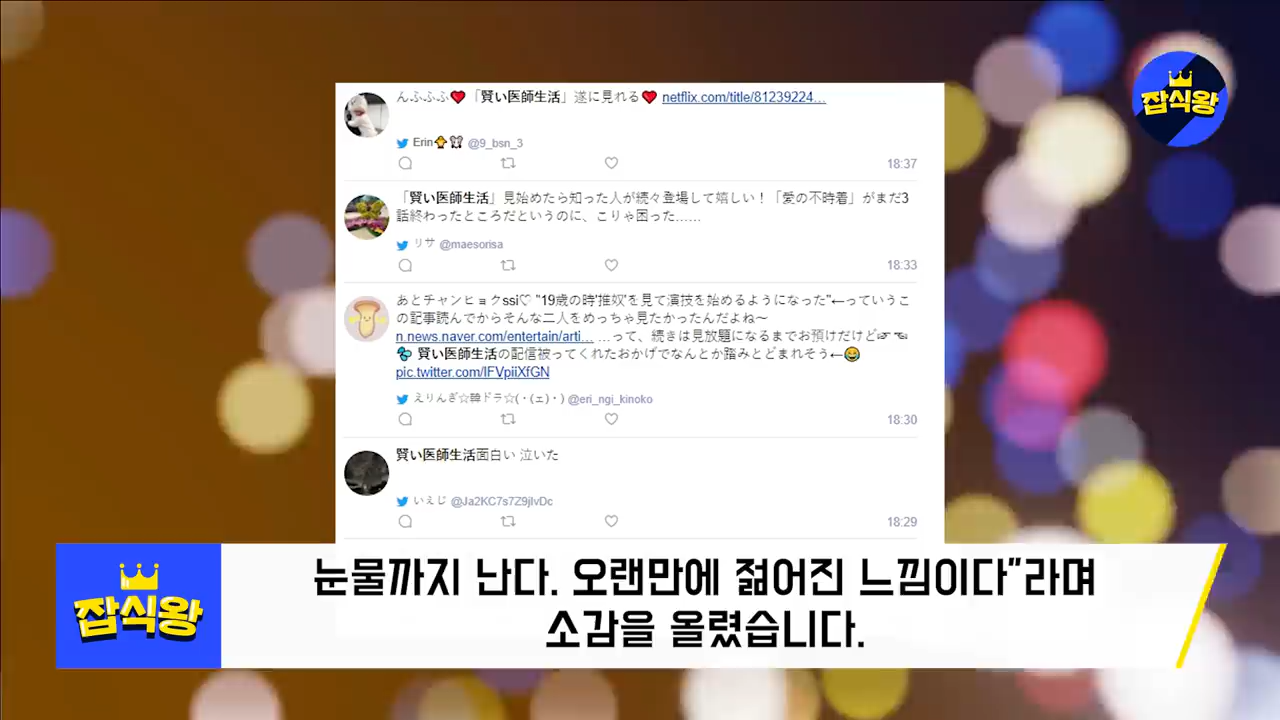 잡식왕
んふふふ❤「賢い医師生活」遂に見れる❤ netflix.com/title/81239224…
Erin @9_bsn_3
18:37
「賢い医師生活」見始めたら知った人が続々登場して嬉しい！「愛の不時着」がまだ3
話終わったところだというのに、こりゃ困った……
リサ @maesorisa
18:33
あとチャンヒョクssi♡ "19歳の時'推奴'を見て演技を始めるようになった"←っていうこ
の記事読んでからそんな二人をめっちゃ見たかったんだよね〜
n.news.naver.com/entertain/arti… …って、続きは見放題になるまでお預けだけど☞ ☜
賢い医師生活の配信被ってくれたおかげでなんとか踏みとどまれそう←😂
pic.twitter.com/IFVpiiXfGN
えりんぎ☆韓ドラ☆(・(ェ)・) @eri_ngi_kinoko
18:30
賢い医師生活面白い 泣いた
いえじ @Ja2KC7s7Z9jIvDc
18:29
눈물까지 난다. 오랜만에 젊어진 느낌이다”라며
소감을 올렸습니다.
잡식왕